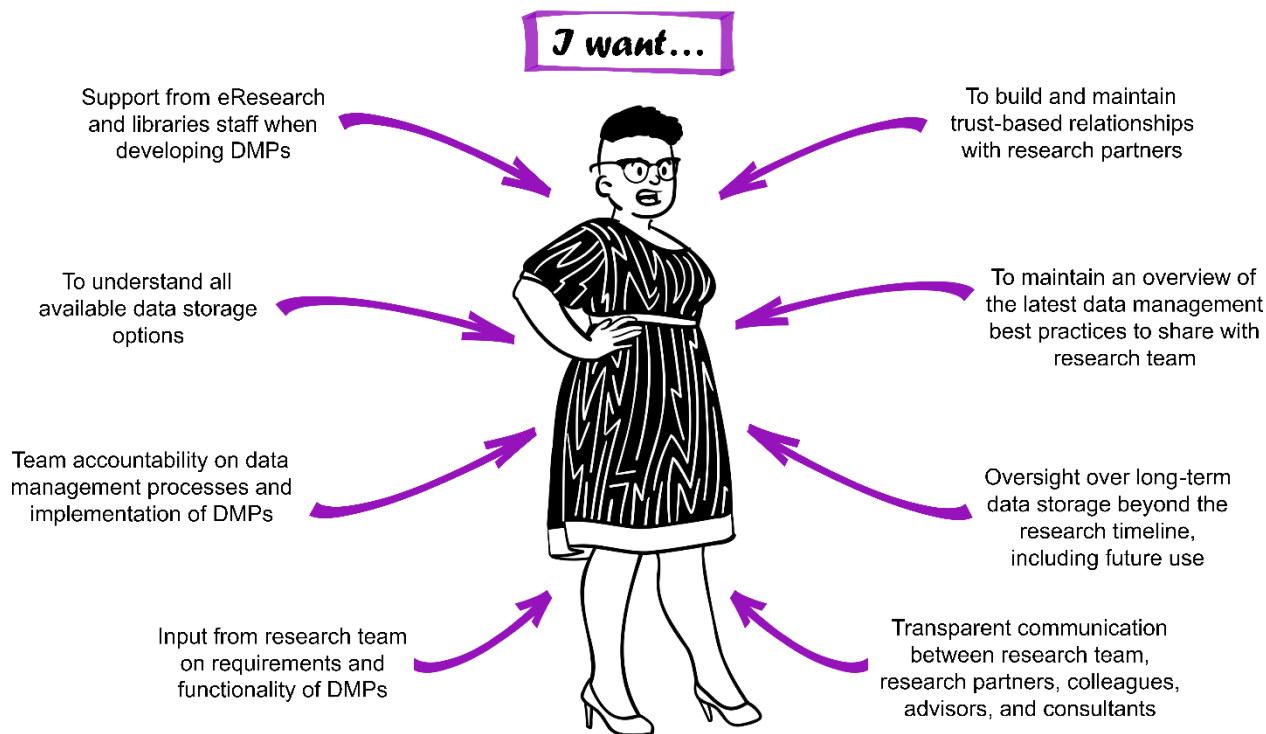 I want...
Support from eResearch
and libraries staff when
developing DMPs
To understand all
available data storage
options
Team accountability on data
management processes and
implementation of DMPs
Input from research team
on requirements and
functionality of DMPs
To build and maintain
trust-based relationships
with research partners
To maintain an overview of
the latest data management
best practices to share with
research team
Oversight over long-term
data storage beyond the
research timeline,
including future use
Transparent communication
between research team,
research partners, colleagues,
advisors, and consultants